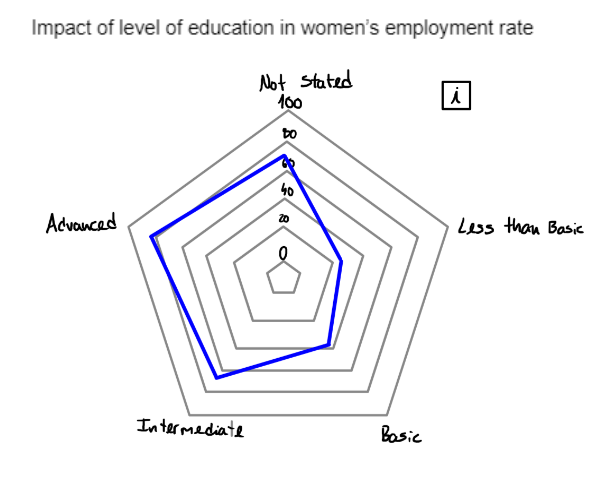 Impact of level of education in women's employment rate
Not stated
i
100
80
60
40
20
0
Advanced
Less than Basic
Intermediate
Basic